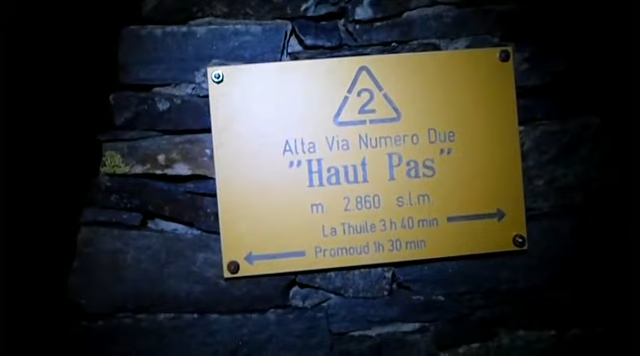 2
Alta Via Numero Due
"Haut Pas"
m. 2.860 s.l.m.
La Thuile 3 h 40 min
Promoud 1h 30 min